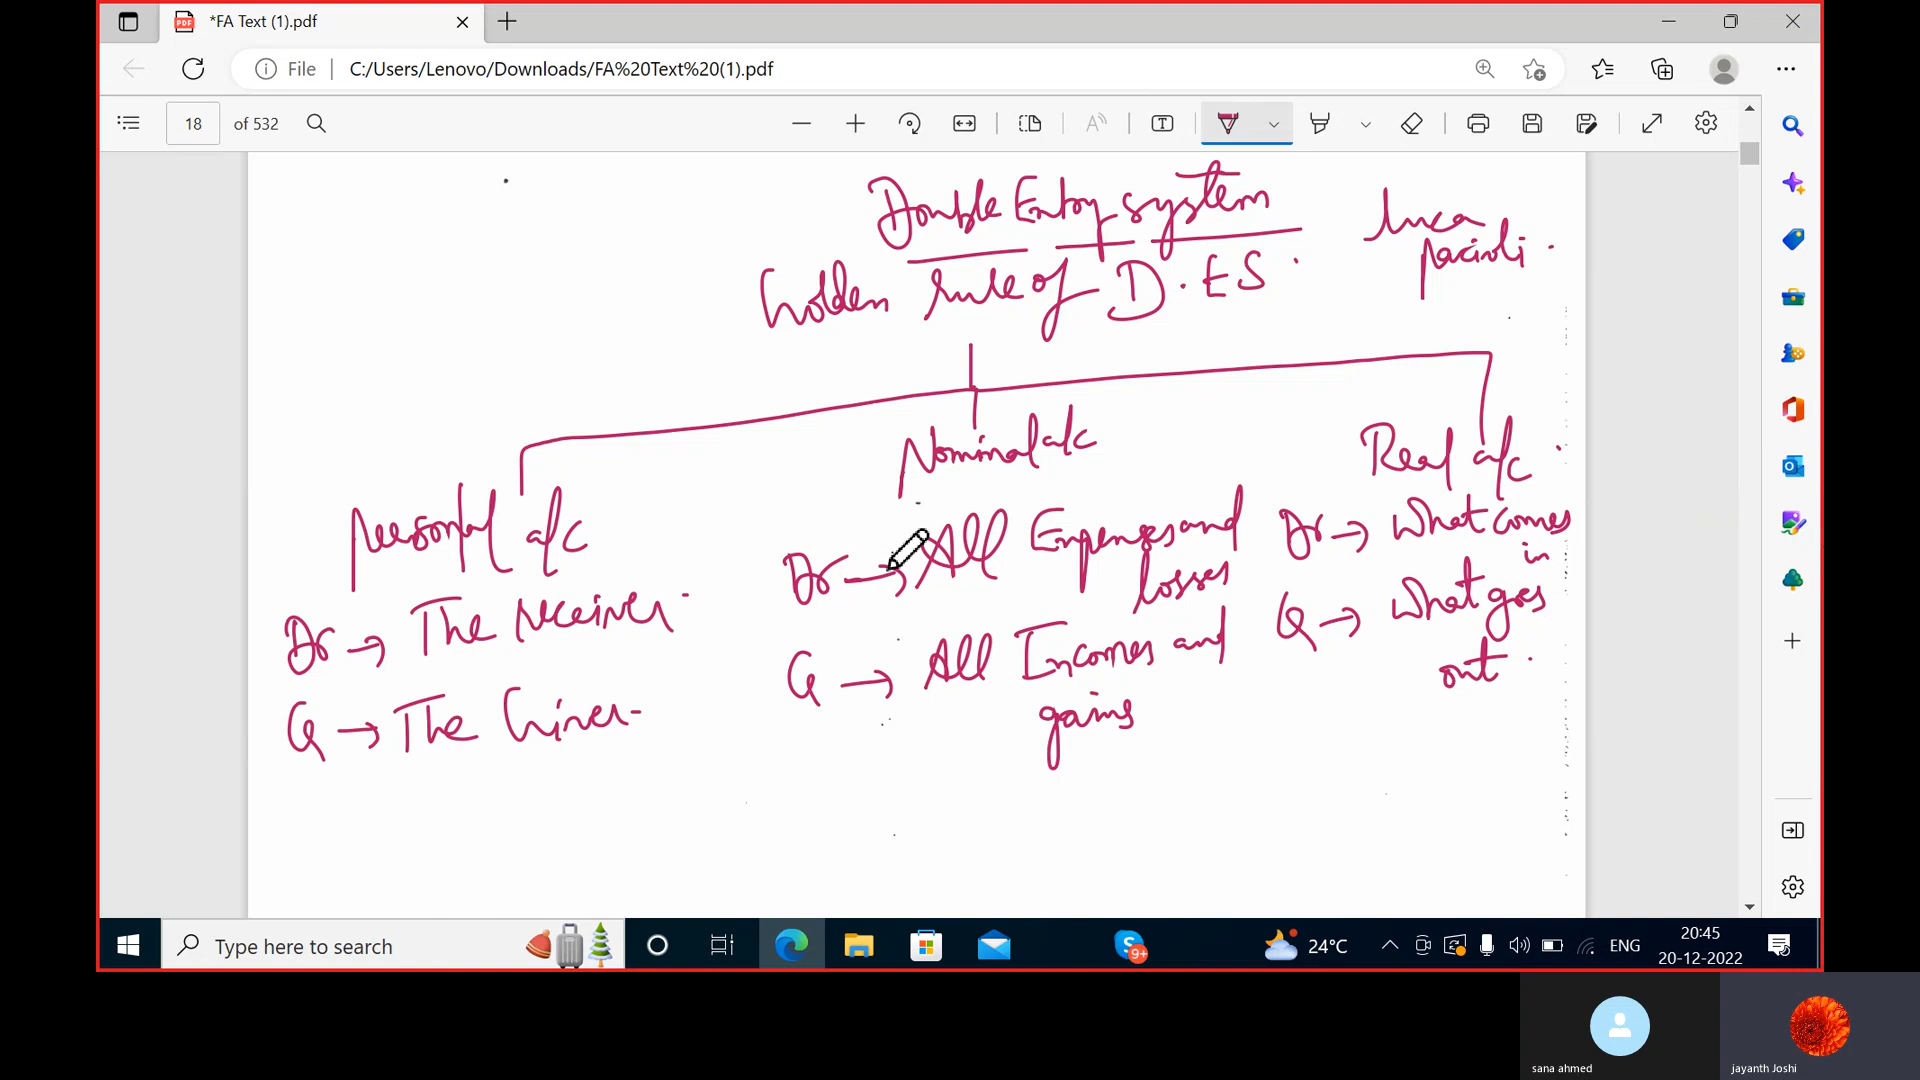 *FA Text (1).pdf
File
C:/Users/Lenovo/Downloads/FA%20Text%20(1).pdf
18 of 532
Double Entry system
Luca
pacioli.
Golden rule of D.ES.
Nominal a/c
Real a/c.
Personal a/c
Dr → All Expenses and
losses
Dr → What comes
in
Dr → The receiver.
Cr → All Incomes and
gains
Cr → What goes
out.
Cr → The Giver-
Type here to search
9+
24°C
ENG
20:45
20-12-2022
sana ahmed
jayanth Joshi